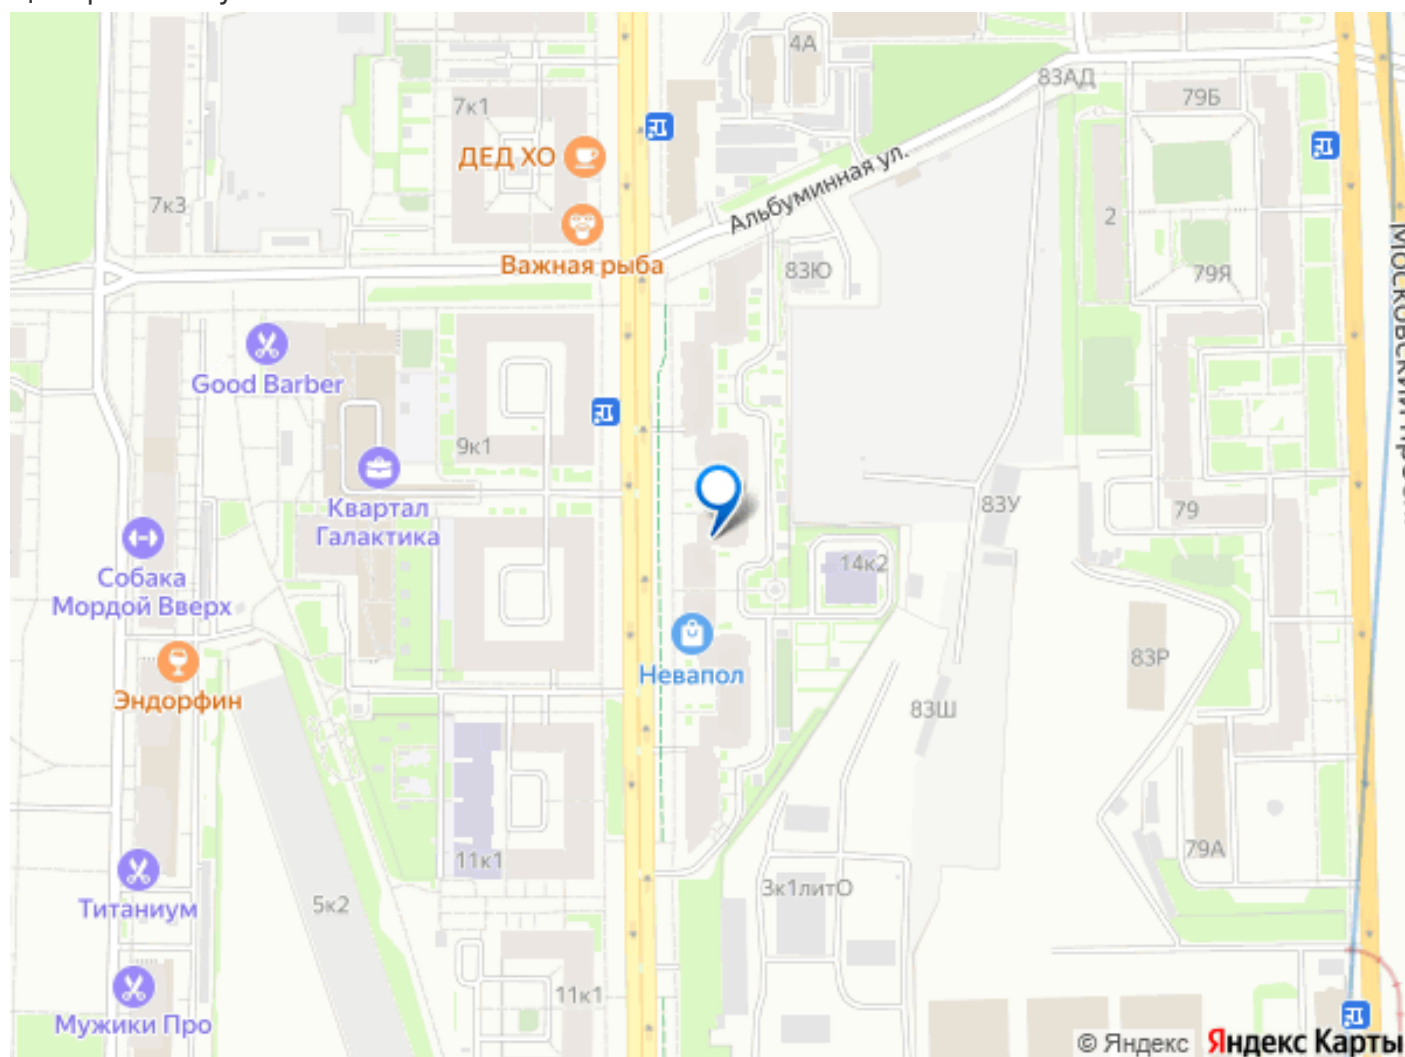 4А
83АД
79Б
7к1
ДЕД ХО
Альбуминная ул.
7к3
2
Важная рыба
83Ю
79Я
Московский просп
Good Barber
9к1
Квартал
Галактика
83У
79
Собака
Мордой Вверх
14к2
Невапол
83Р
Эндорфин
83Ш
11к1
79А
3к1литО
Титаниум
5к2
11к1
Мужики Про
© Яндекс Яндекс Карты